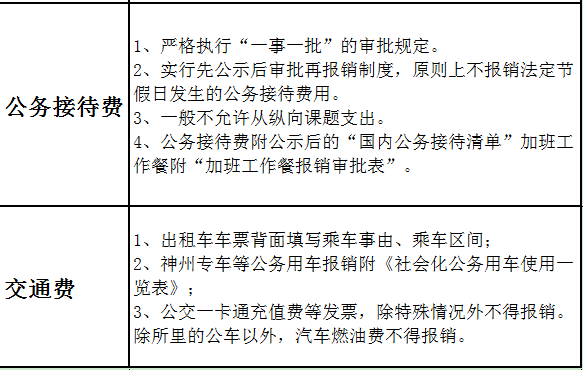 公务接待费
1、严格执行“一事一批”的审批规定。
2、实行先公示后审批再报销制度，原则上不报销法定节
假日发生的公务接待费用。
3、一般不允许从纵向课题支出。
4、公务接待费附公示后的“国内公务接待清单”加班工
作餐附“加班工作餐报销审批表”。
交通费
1、出租车车票背面填写乘车事由、乘车区间；
2、神州专车等公务用车报销附《社会化公务用车使用一
览表》；
3、公交一卡通充值费等发票，除特殊情况外不得报销。
除所里的公车以外，汽车燃油费不得报销。